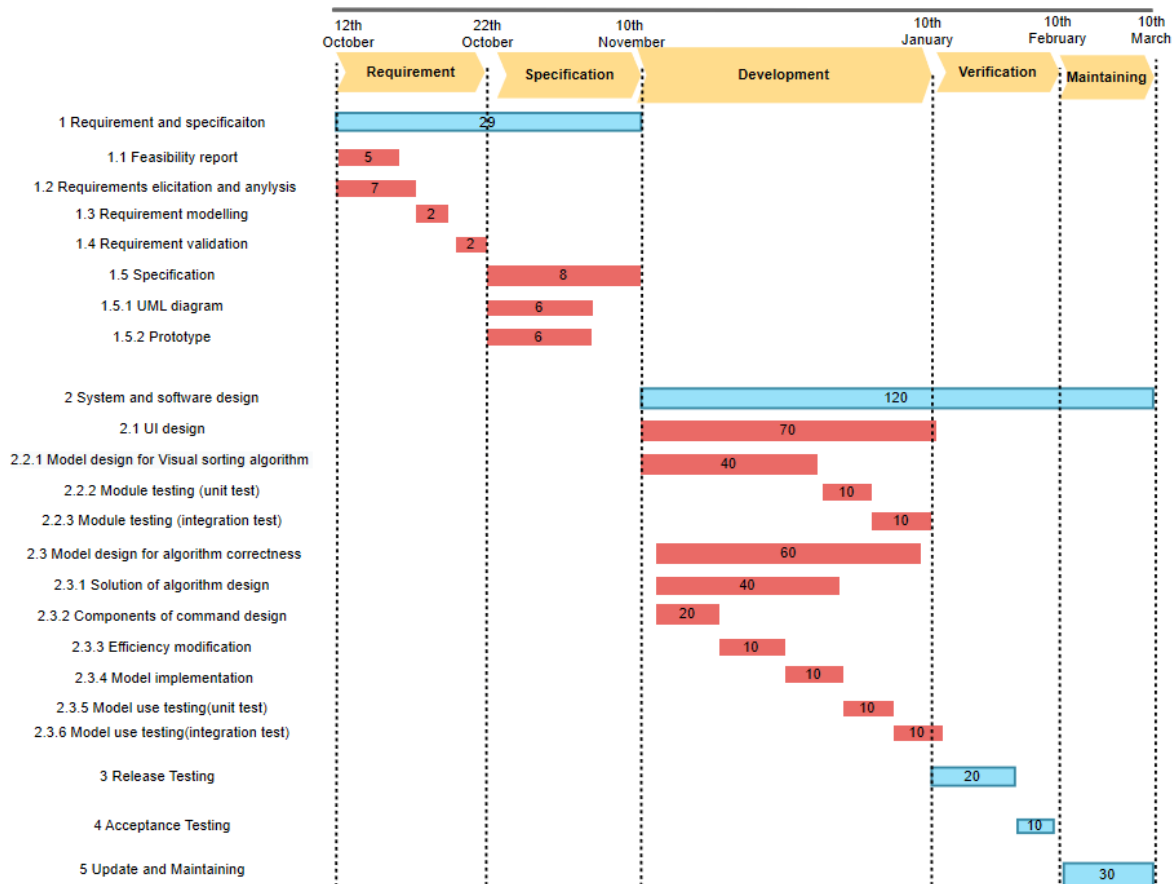 12th October
22th October
10th November
10th January
10th February
10th March
Requirement
Specification
Development
Verification
Maintaining
1 Requirement and specificaiton
29
1.1 Feasibility report
5
1.2 Requirements elicitation and anylysis
7
1.3 Requirement modelling
2
1.4 Requirement validation
2
1.5 Specification
8
1.5.1 UML diagram
6
1.5.2 Prototype
6
2 System and software design
120
2.1 UI design
70
2.2.1 Model design for Visual sorting algorithm
40
2.2.2 Module testing (unit test)
10
2.2.3 Module testing (integration test)
10
2.3 Model design for algorithm correctness
60
2.3.1 Solution of algorithm design
40
2.3.2 Components of command design
20
2.3.3 Efficiency modification
10
2.3.4 Model implementation
10
2.3.5 Model use testing(unit test)
10
2.3.6 Model use testing(integration test)
10
3 Release Testing
20
4 Acceptance Testing
10
5 Update and Maintaining
30